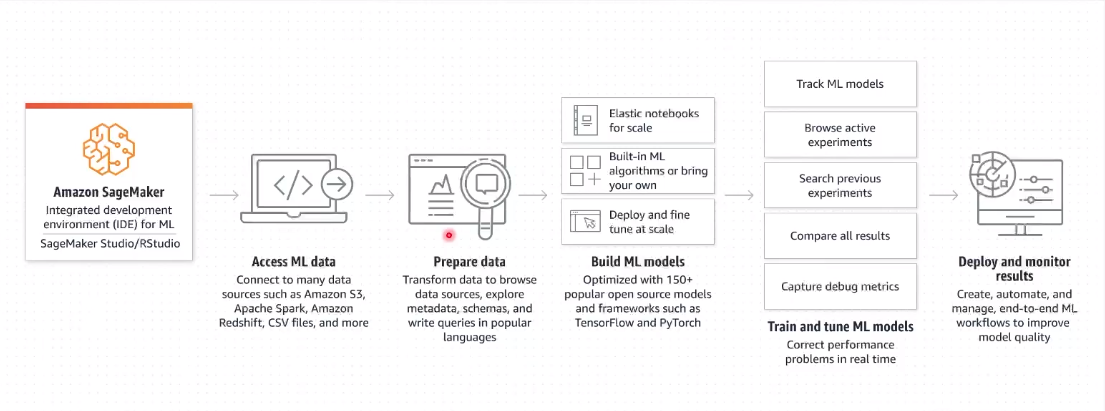 Amazon SageMaker
Integrated development
environment (IDE) for ML
SageMaker Studio/RStudio
</>
Access ML data
Connect to many data
sources such as Amazon S3,
Apache Spark, Amazon
Redshift, CSV files, and more
Prepare data
Transform data to browse
data sources, explore
metadata, schemas, and
write queries in popular
languages
Elastic notebooks
for scale
Built-in ML
algorithms or bring
your own
Deploy and fine
tune at scale
Build ML models
Optimized with 150+
popular open source models
and frameworks such as
TensorFlow and PyTorch
Track ML models
Browse active
experiments
Search previous
experiments
Compare all results
Capture debug metrics
Train and tune ML models
Correct performance
problems in real time
Deploy and monitor
results
Create, automate, and
manage, end-to-end ML
workflows to improve
model quality